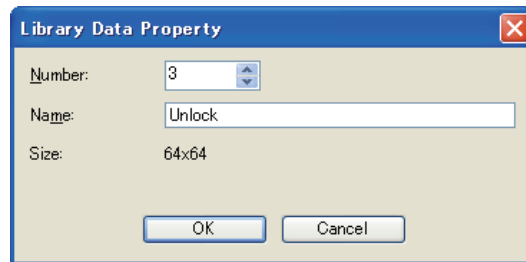 Library Data Property
Number: 3
Name: Unlock
Size: 64x64
OK Cancel